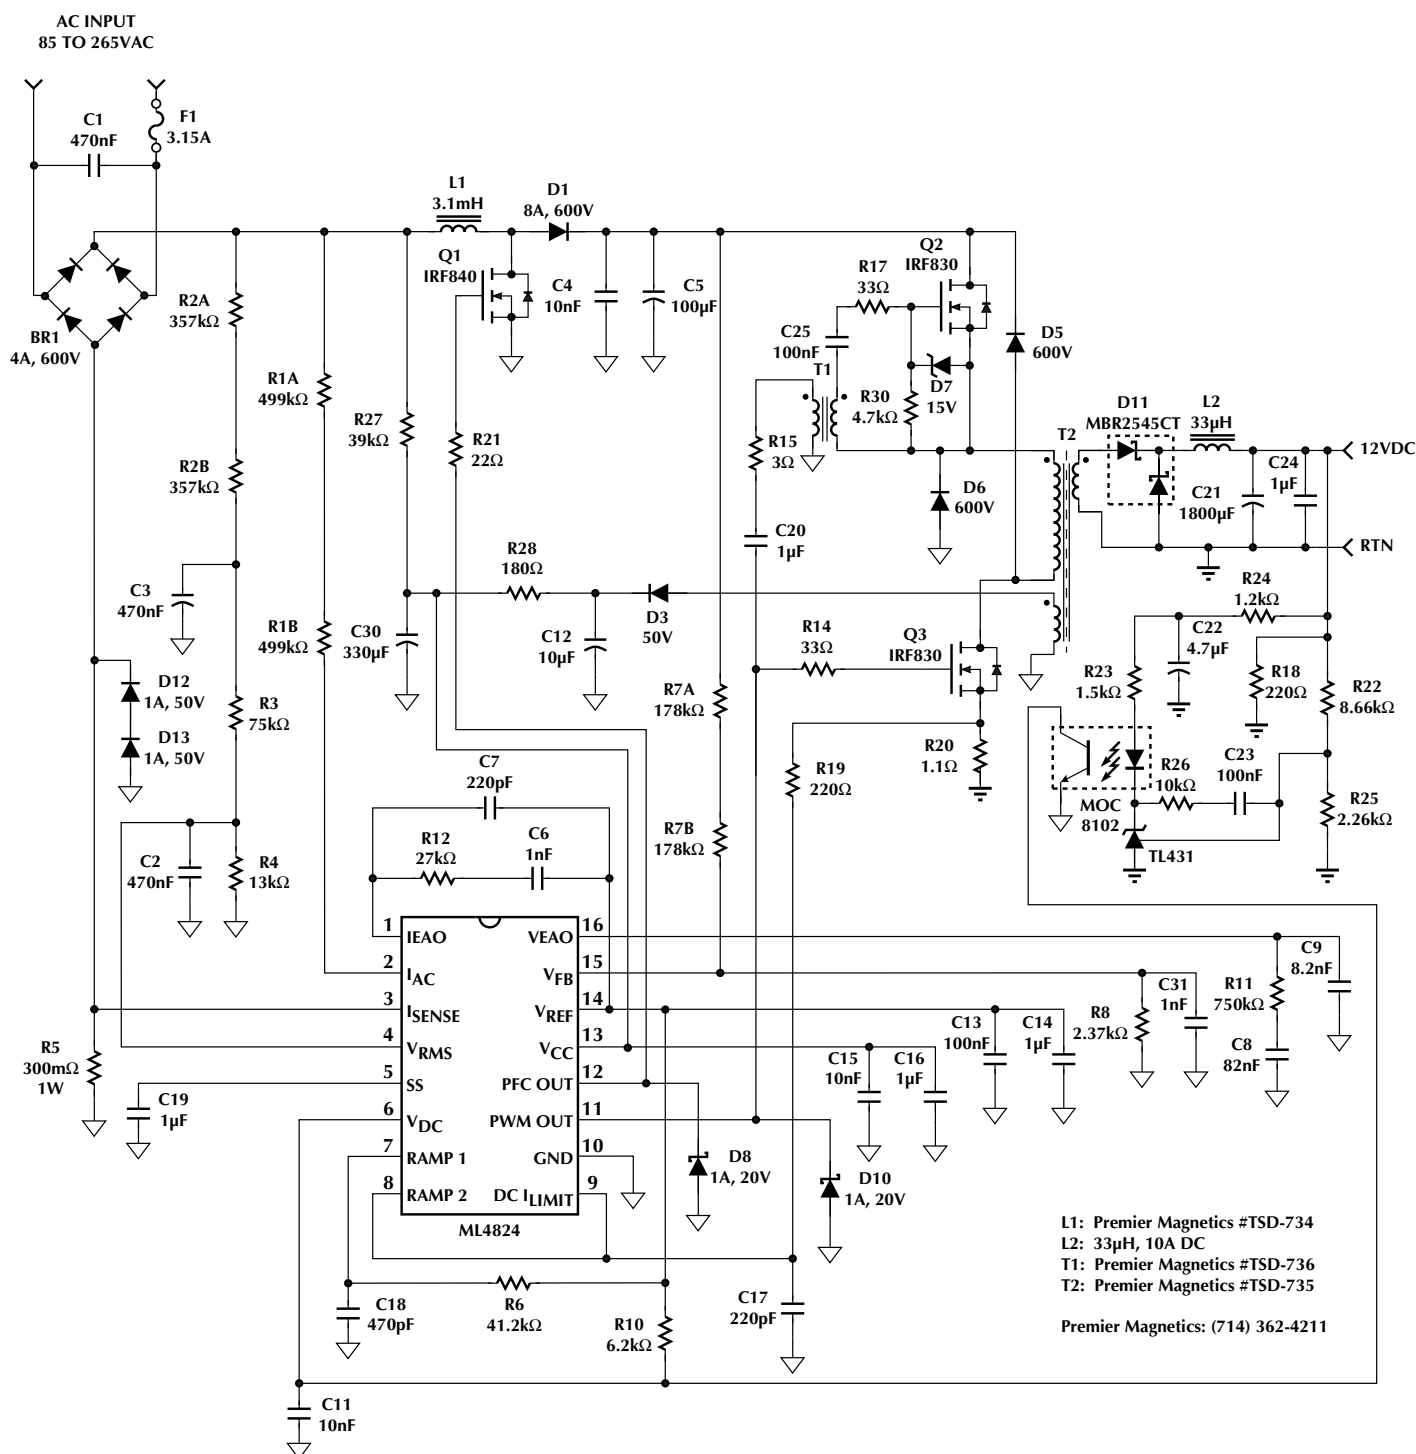 AC INPUT
85 TO 265VAC
C1
470nF
F1
3.15A
BR1
4A, 600V
R2A
357kΩ
R1A
499kΩ
R27
39kΩ
L1
3.1mH
D1
8A, 600V
Q1
IRF840
C4
10nF
C5
100µF
R21
22Ω
R17
33Ω
Q2
IRF830
C25
100nF
T1
D7
15V
R30
4.7kΩ
D5
600V
R15
3Ω
D6
600V
C20
1µF
T2
D11
MBR2545CT
L2
33µH
12VDC
C21
1800µF
C24
1µF
RTN
R2B
357kΩ
C3
470nF
R1B
499kΩ
C30
330µF
R28
180Ω
C12
10µF
D3
50V
R14
33Ω
Q3
IRF830
R24
1.2kΩ
C22
4.7µF
R23
1.5kΩ
R18
220Ω
R22
8.66kΩ
D12
1A, 50V
D13
1A, 50V
R3
75kΩ
R7A
178kΩ
R20
1.1Ω
R19
220Ω
C7
220pF
R12
27kΩ
C6
1nF
R7B
178kΩ
R26
10kΩ
C23
100nF
MOC
8102
TL431
R25
2.26kΩ
C2
470nF
R4
13kΩ
1 IEAO VEAO 16
2 IAC VFB 15
3 ISENSE VREF 14
4 VRMS VCC 13
5 SS PFC OUT 12
6 VDC PWM OUT 11
7 RAMP 1 GND 10
8 RAMP 2 DC ILIMIT 9
ML4824
R5
300mΩ
1W
C19
1µF
C15
10nF
C16
1µF
C13
100nF
C14
1µF
R8
2.37kΩ
C31
1nF
R11
750kΩ
C9
8.2nF
C8
82nF
D8
1A, 20V
D10
1A, 20V
C18
470pF
R6
41.2kΩ
R10
6.2kΩ
C17
220pF
C11
10nF
L1: Premier Magnetics #TSD-734
L2: 33µH, 10A DC
T1: Premier Magnetics #TSD-736
T2: Premier Magnetics #TSD-735
Premier Magnetics: (714) 362-4211